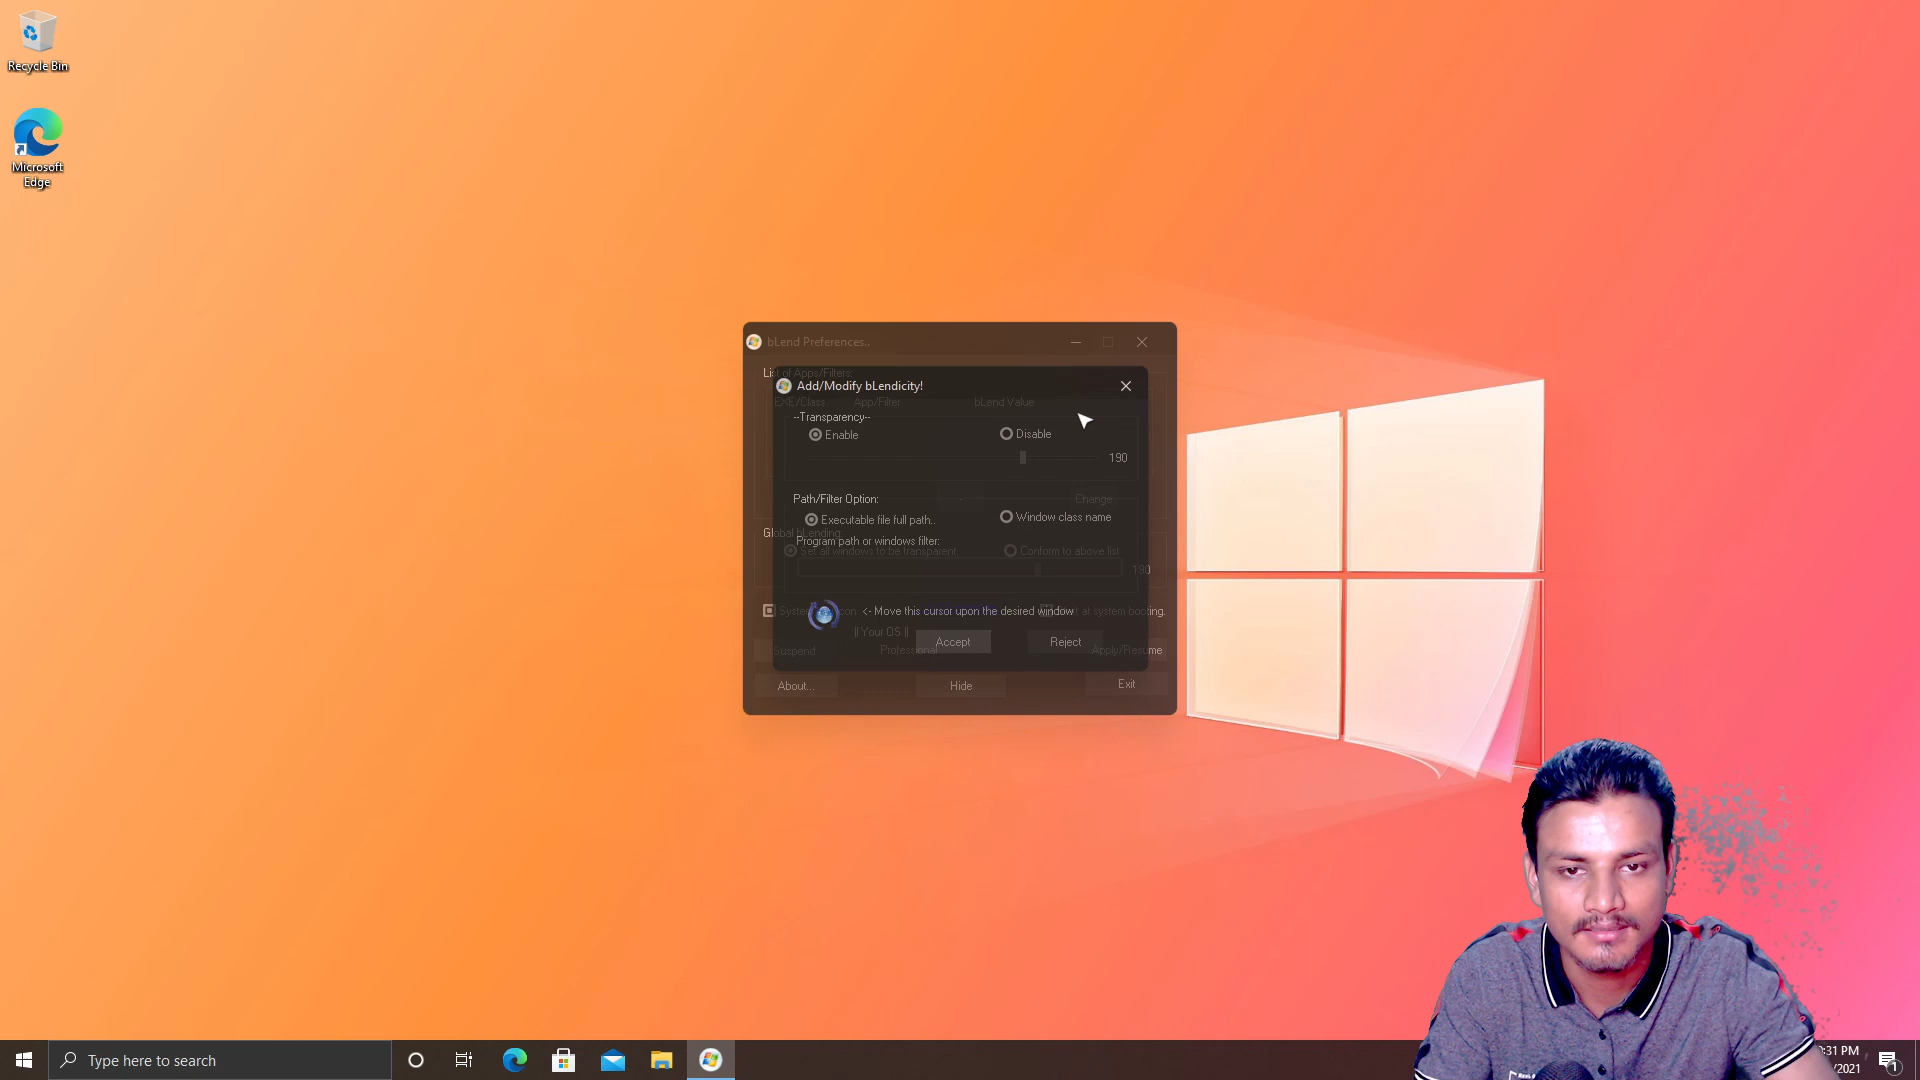 Recycle Bin
Microsoft
Edge
bLend Preferences..
List of Apps/Filters:
Add/Modify bLendicity!
EXE/Class
App/Filter
bLend Value
--Transparency--
Enable
Disable
190
Path/Filter Option:
Change
Executable file full path..
Window class name
Global bLending
Program path or windows filter:
Set all windows to be transparent
Conform to above list
190
<- Move this cursor upon the desired window
at system booting.
|| Your OS ||
Accept
Reject
Suspend
Professional
Apply/Resume
About...
Hide
Exit
Type here to search
:31 PM
/2021
1